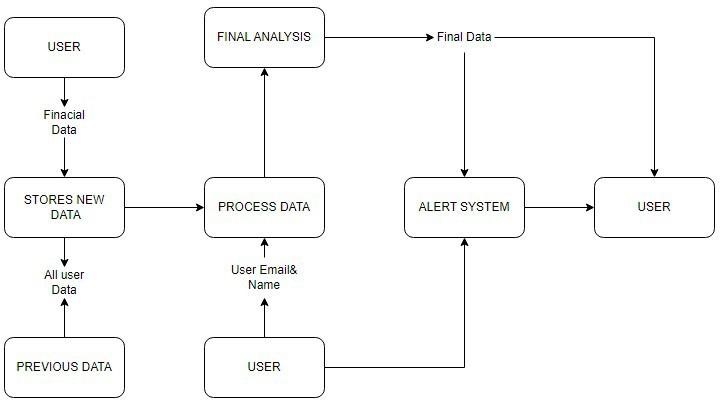 USER
FINAL ANALYSIS
Final Data
Finacial
Data
STORES NEW
DATA
PROCESS DATA
ALERT SYSTEM
USER
All user
Data
User Email&
Name
PREVIOUS DATA
USER